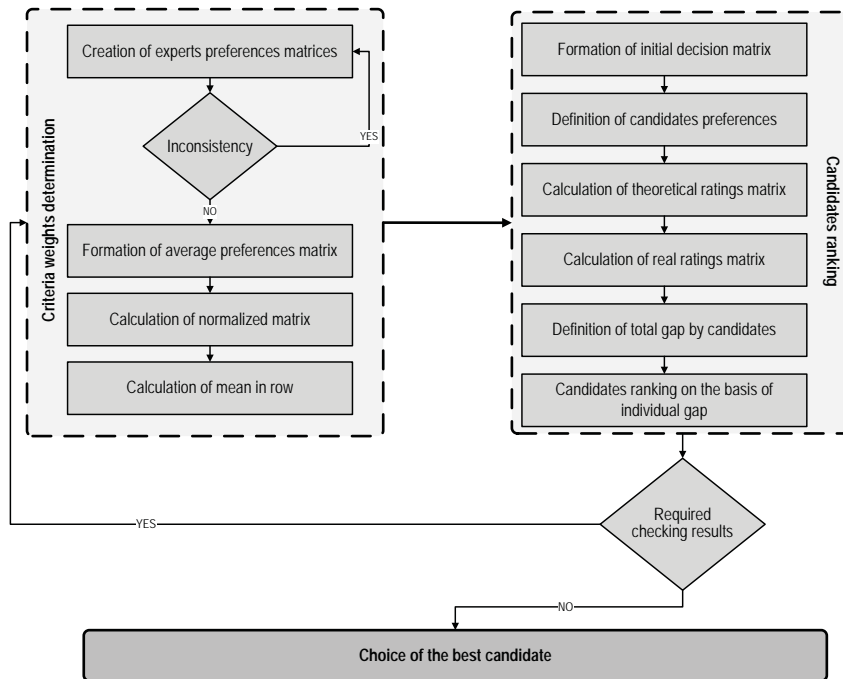 Criteria weights determination
Creation of experts preferences matrices
Inconsistency
YES
NO
Formation of average preferences matrix
Calculation of normalized matrix
Calculation of mean in row
Candidates ranking
Formation of initial decision matrix
Definition of candidates preferences
Calculation of theoretical ratings matrix
Calculation of real ratings matrix
Definition of total gap by candidates
Candidates ranking on the basis of
individual gap
Required
checking results
YES
NO
Choice of the best candidate